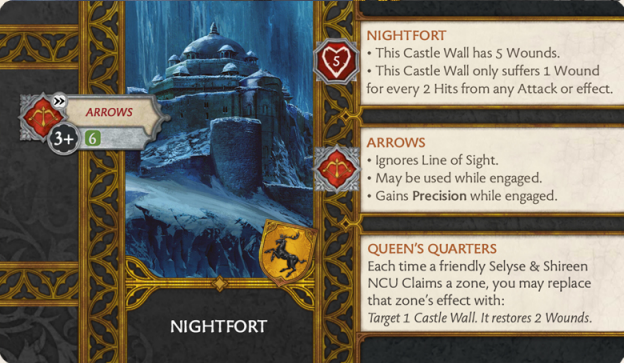 ARROWS
3+
6
NIGHTFORT
5
NIGHTFORT
• This Castle Wall has 5 Wounds.
• This Castle Wall only suffers 1 Wound
for every 2 Hits from any Attack or effect.
ARROWS
• Ignores Line of Sight.
• May be used while engaged.
• Gains Precision while engaged.
QUEEN'S QUARTERS
Each time a friendly Selyse & Shireen
NCU Claims a zone, you may replace
that zone's effect with:
Target 1 Castle Wall. It restores 2 Wounds.